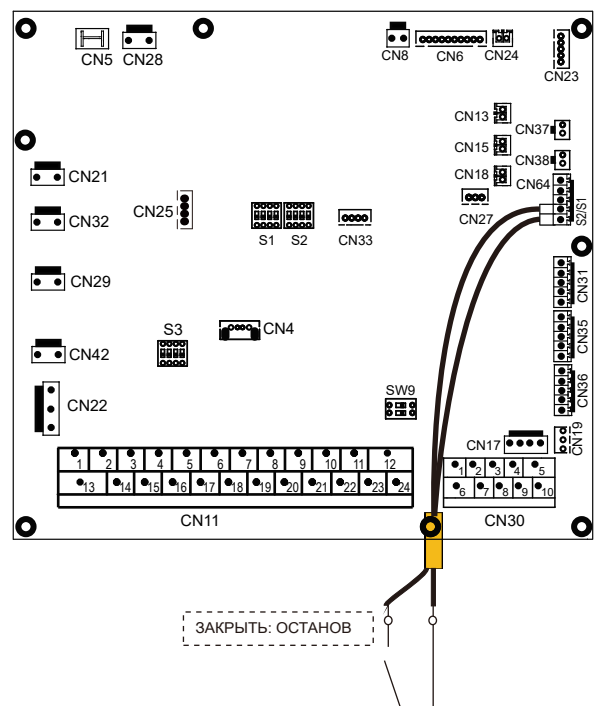 CN5
CN28
CN8
CN6
CN24
CN23
CN13
CN37
CN15
CN38
CN18
CN64
CN21
CN25
CN27
S2/S1
CN32
S1
S2
CN33
CN31
CN29
S3
CN4
CN35
CN42
CN36
SW9
CN22
CN17
CN19
1 2 3 4 5 6 7 8 9 10 11 12
13 14 15 16 17 18 19 20 21 22 23 24
CN11
1 2 3 4 5
6 7 8 9 10
CN30
ЗАКРЫТЬ: ОСТАНОВ